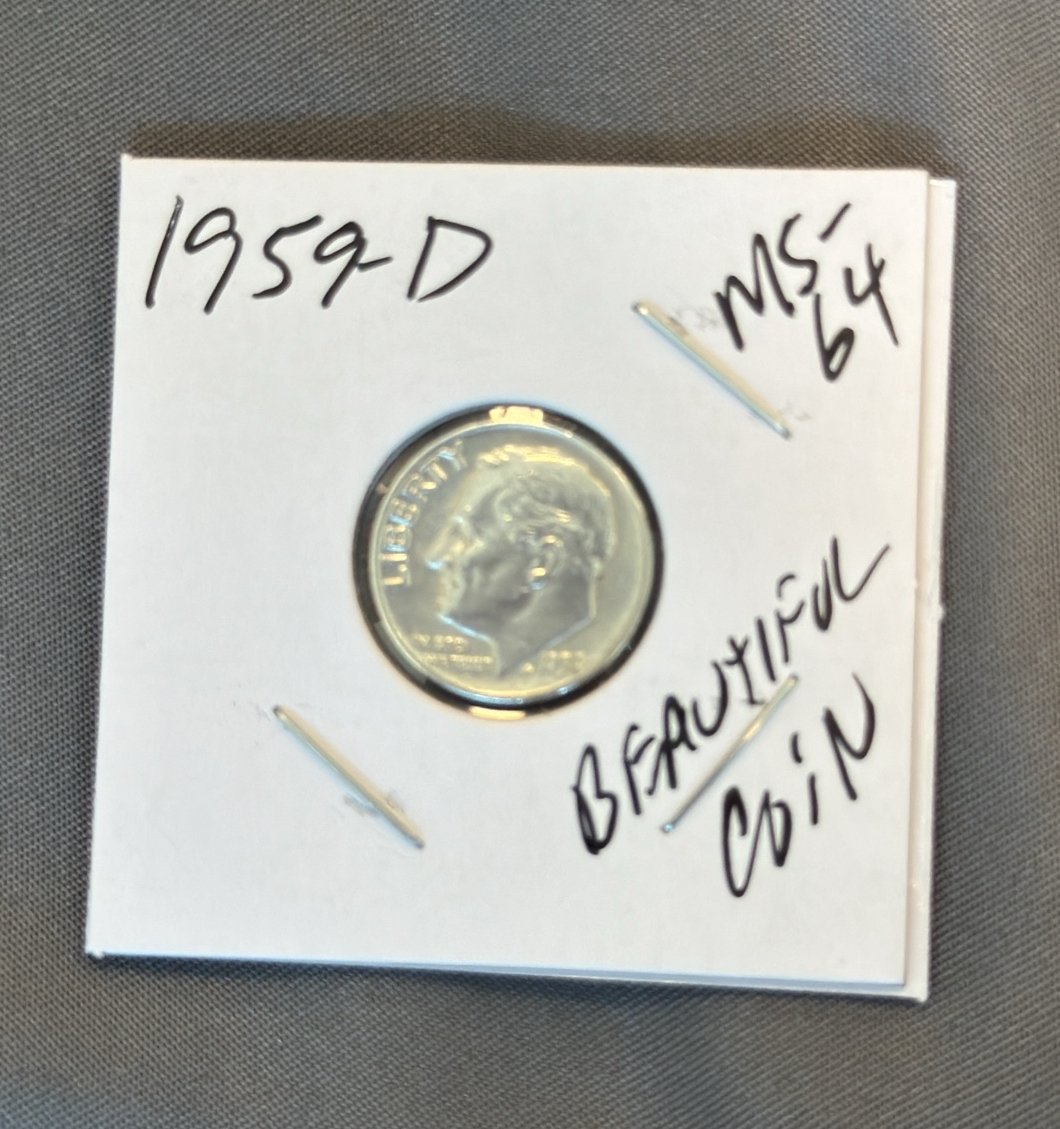 1959-D
MS-
64
LIBERTY
BEAUTIFUL
COIN